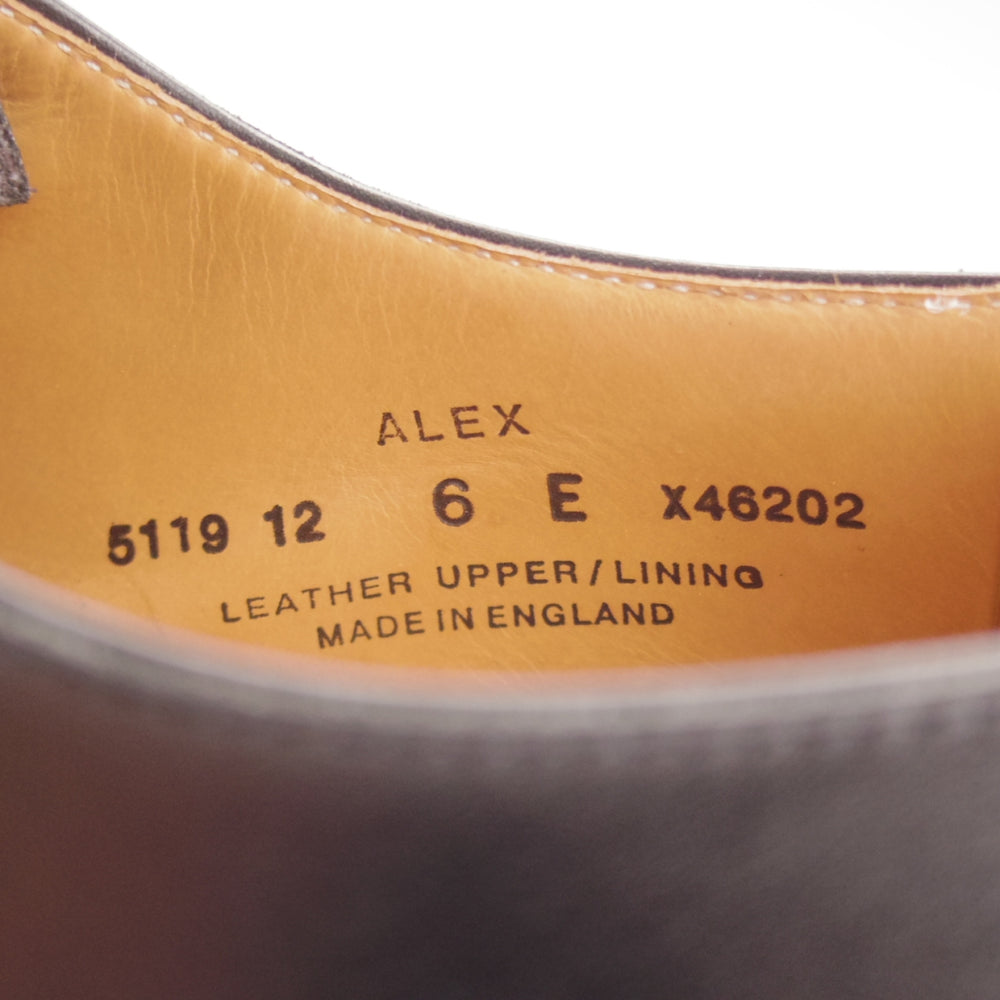 ALEX
5119 12 6 E X46202
LEATHER UPPER/LINING
MADE IN ENGLAND